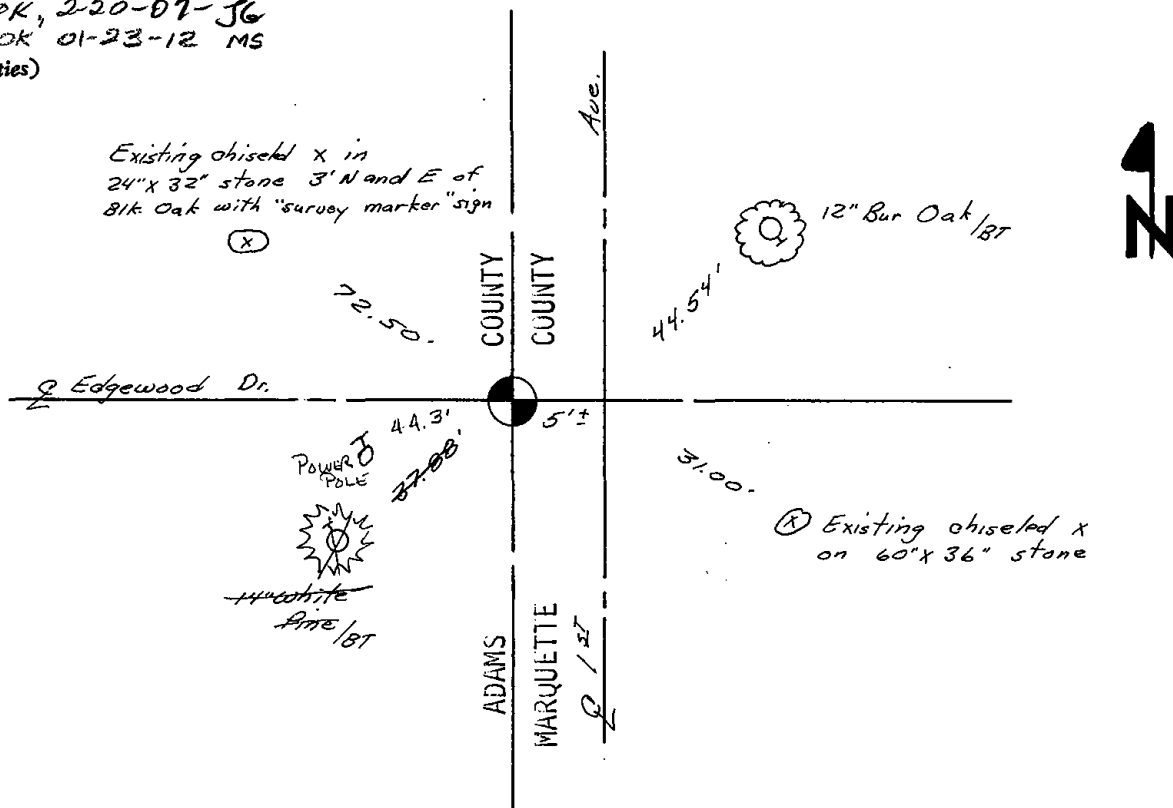 OK, 2-20-07-JG
OK 01-23-12 MS
ties)
Existing chiseld x in
24"x 32" stone 3' N and E of
Blk Oak with "survey marker" sign
x
72.50'
COUNTY
COUNTY
Ave.
44.54'
12" Bur Oak/BT
N
℄ Edgewood Dr.
44.3'
5'±
POWER
POLE
37.88'
31.00'
x Existing chiseled x
on 60"x 36" stone
14" White
Pine/BT
ADAMS
MARQUETTE
℄ 1st